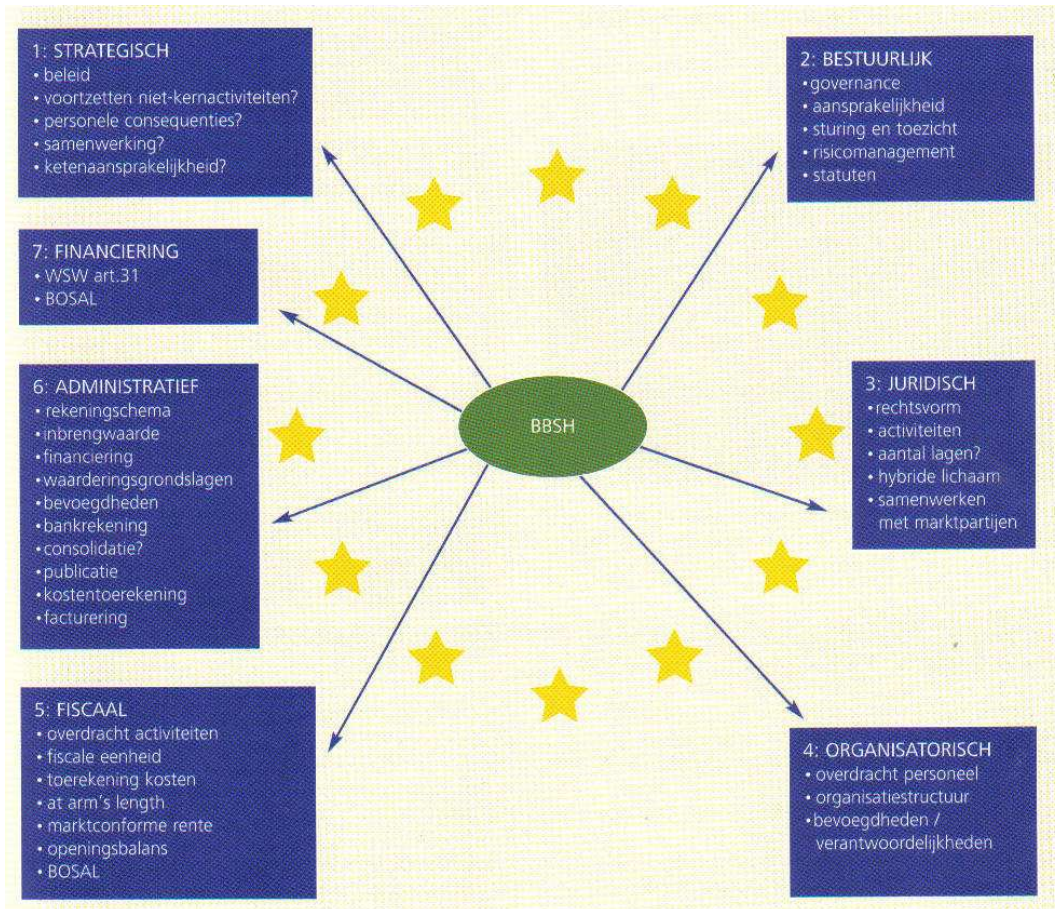 1: STRATEGISCH
• beleid
• voortzetten niet-kernactiviteiten?
• personele consequenties?
• samenwerking?
• ketenaansprakelijkheid?
2: BESTUURLIJK
• governance
• aansprakelijkheid
• sturing en toezicht
• risicomanagement
• statuten
7: FINANCIERING
• WSW art.31
• BOSAL
BBSH
3: JURIDISCH
• rechtsvorm
• activiteiten
• aantal lagen?
• hybride lichaam
• samenwerken
met marktpartijen
6: ADMINISTRATIEF
• rekeningschema
• inbrengwaarde
• financiering
• waarderingsgrondslagen
• bevoegdheden
• bankrekening
• consolidatie?
• publicatie
• kostentoerekening
• facturering
5: FISCAAL
• overdracht activiteiten
• fiscale eenheid
• toerekening kosten
• at arm's length
• marktconforme rente
• openingsbalans
• BOSAL
4: ORGANISATORISCH
• overdracht personeel
• organisatiestructuur
• bevoegdheden /
verantwoordelijkheden